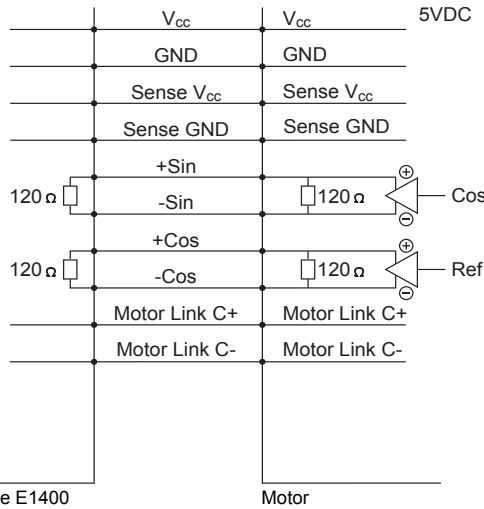 Vcc Vcc 5VDC
GND GND
Sense Vcc Sense Vcc
Sense GND Sense GND
+Sin
120 Ω 120 Ω Cos
-Sin
+Cos
120 Ω 120 Ω Ref
-Cos
Motor Link C+ Motor Link C+
Motor Link C- Motor Link C-
e E1400 Motor